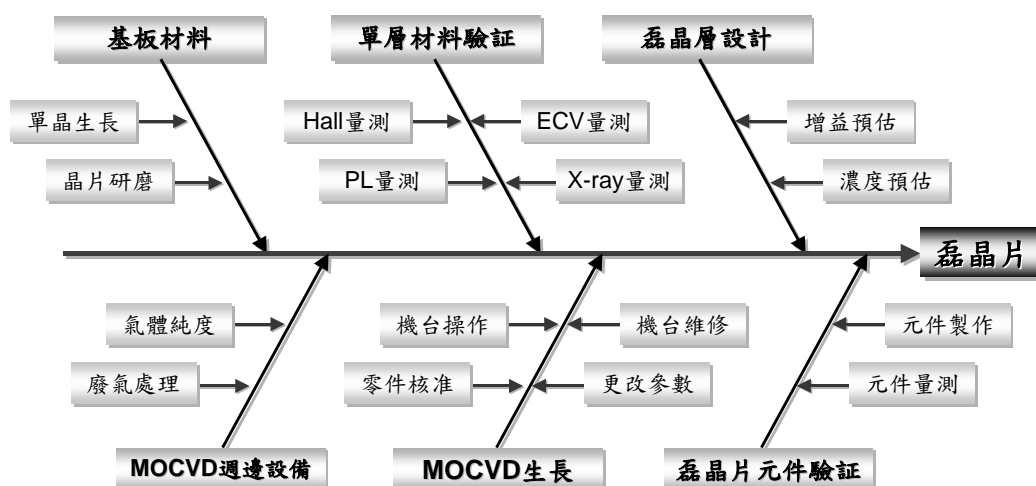 基板材料
單層材料驗証
磊晶層設計
單晶生長
Hall量測
ECV量測
增益預估
晶片研磨
PL量測
X-ray量測
濃度預估
磊晶片
氣體純度
機台操作
機台維修
元件製作
廢氣處理
零件核准
更改參數
元件量測
MOCVD週邊設備
MOCVD生長
磊晶片元件驗証